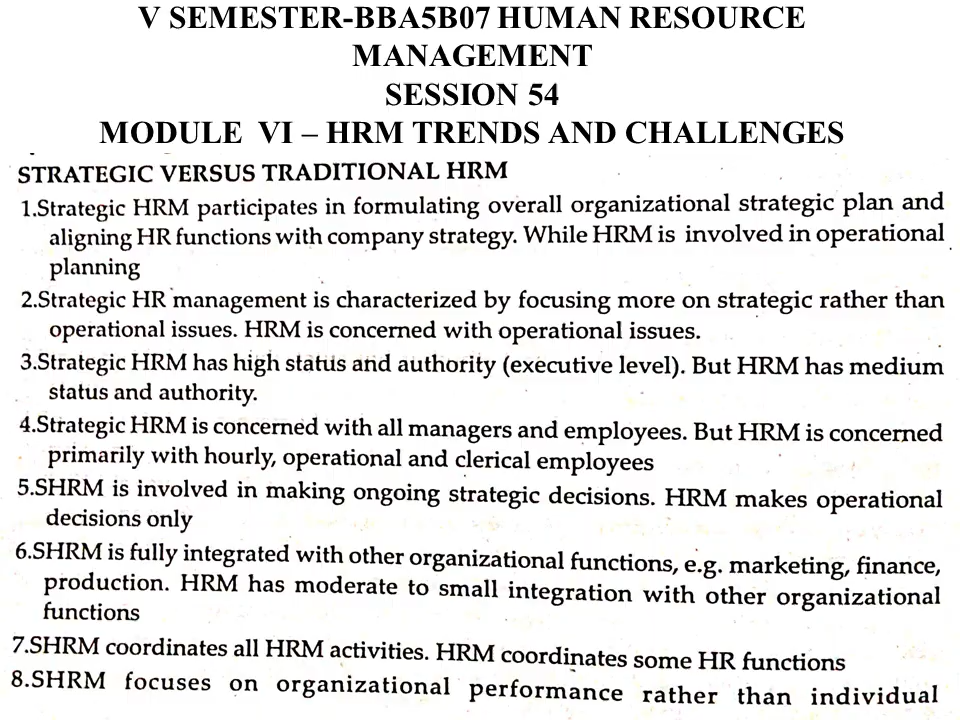 V SEMESTER-BBA5B07 HUMAN RESOURCE
MANAGEMENT
SESSION 54
MODULE VI – HRM TRENDS AND CHALLENGES
STRATEGIC VERSUS TRADITIONAL HRM
1.Strategic HRM participates in formulating overall organizational strategic plan and
aligning HR functions with company strategy. While HRM is involved in operational
planning
2.Strategic HR management is characterized by focusing more on strategic rather than
operational issues. HRM is concerned with operational issues.
3.Strategic HRM has high status and authority (executive level). But HRM has medium
status and authority.
4.Strategic HRM is concerned with all managers and employees. But HRM is concerned
primarily with hourly, operational and clerical employees
5.SHRM is involved in making ongoing strategic decisions. HRM makes operational
decisions only
6.SHRM is fully integrated with other organizational functions, e.g. marketing, finance,
production. HRM has moderate to small integration with other organizational
functions
7.SHRM coordinates all HRM activities. HRM coordinates some HR functions
8.SHRM focuses on organizational performance rather than individual